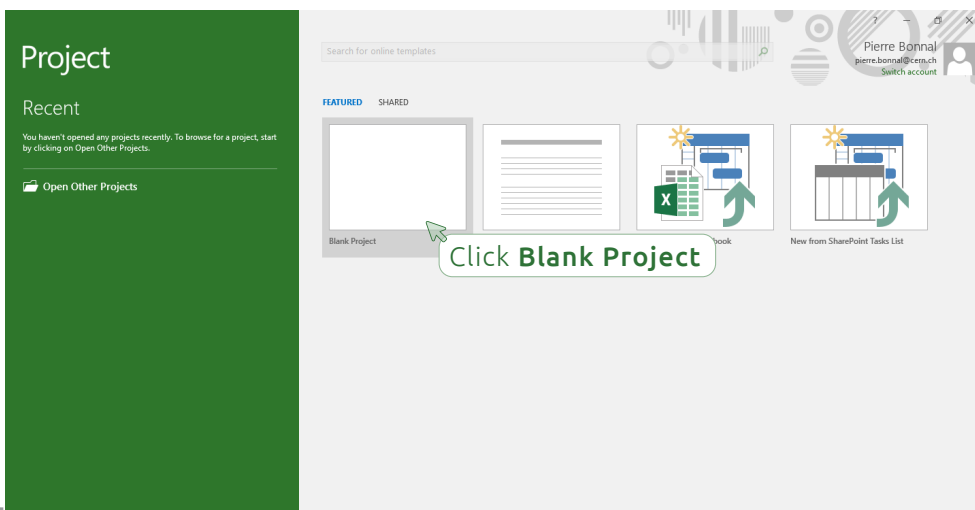 Project
Recent
You haven't opened any projects recently. To browse for a project, start
by clicking on Open Other Projects.
Open Other Projects
Search for online templates
?
Pierre Bonnal
pierre.bonnal@cern.ch
Switch account
FEATURED SHARED
X
Blank Project
book
New from SharePoint Tasks List
Click Blank Project